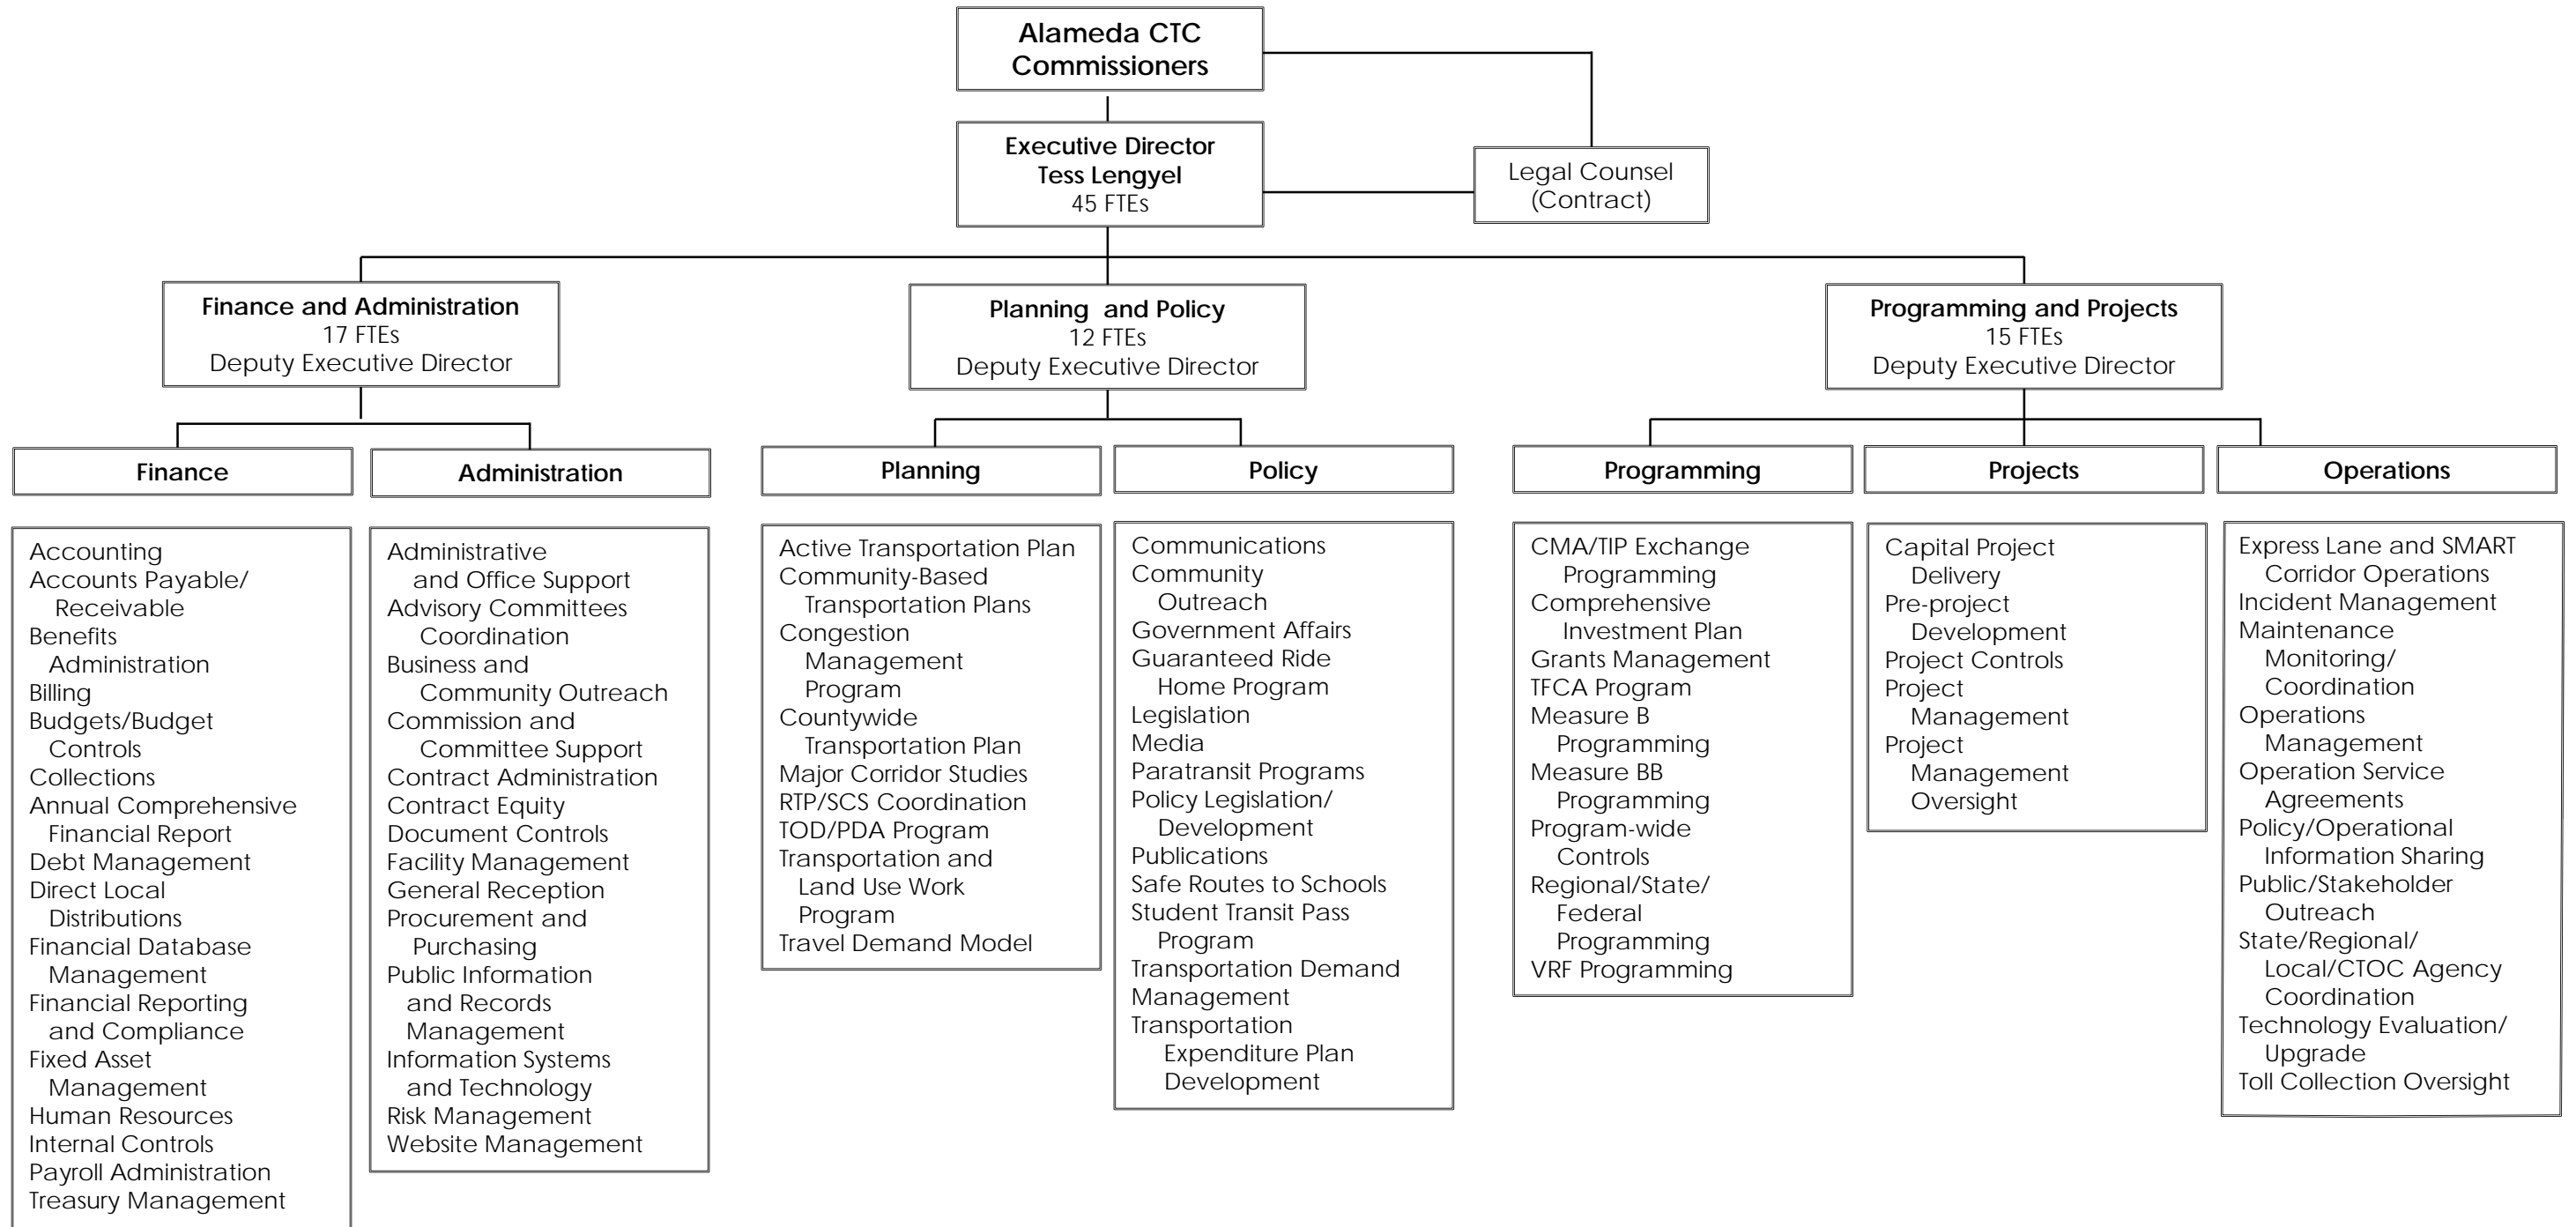 Alameda CTC
Commissioners
Executive Director
Tess Lengyel
45 FTEs
Legal Counsel
(Contract)
Finance and Administration
17 FTEs
Deputy Executive Director
Planning and Policy
12 FTEs
Deputy Executive Director
Programming and Projects
15 FTEs
Deputy Executive Director
Finance
Administration
Planning
Policy
Programming
Projects
Operations
Accounting
Accounts Payable/
Receivable
Benefits
Administration
Billing
Budgets/Budget
Controls
Collections
Annual Comprehensive
Financial Report
Debt Management
Direct Local
Distributions
Financial Database
Management
Financial Reporting
and Compliance
Fixed Asset
Management
Human Resources
Internal Controls
Payroll Administration
Treasury Management
Administrative
and Office Support
Advisory Committees
Coordination
Business and
Community Outreach
Commission and
Committee Support
Contract Administration
Contract Equity
Document Controls
Facility Management
General Reception
Procurement and
Purchasing
Public Information
and Records
Management
Information Systems
and Technology
Risk Management
Website Management
Active Transportation Plan
Community-Based
Transportation Plans
Congestion
Management
Program
Countywide
Transportation Plan
Major Corridor Studies
RTP/SCS Coordination
TOD/PDA Program
Transportation and
Land Use Work
Program
Travel Demand Model
Communications
Community
Outreach
Government Affairs
Guaranteed Ride
Home Program
Legislation
Media
Paratransit Programs
Policy Legislation/
Development
Publications
Safe Routes to Schools
Student Transit Pass
Program
Transportation Demand
Management
Transportation
Expenditure Plan
Development
CMA/TIP Exchange
Programming
Comprehensive
Investment Plan
Grants Management
TFCA Program
Measure B
Programming
Measure BB
Programming
Program-wide
Controls
Regional/State/
Federal
Programming
VRF Programming
Capital Project
Delivery
Pre-project
Development
Project Controls
Project
Management
Project
Management
Oversight
Express Lane and SMART
Corridor Operations
Incident Management
Maintenance
Monitoring/
Coordination
Operations
Management
Operation Service
Agreements
Policy/Operational
Information Sharing
Public/Stakeholder
Outreach
State/Regional/
Local/CTOC Agency
Coordination
Technology Evaluation/
Upgrade
Toll Collection Oversight